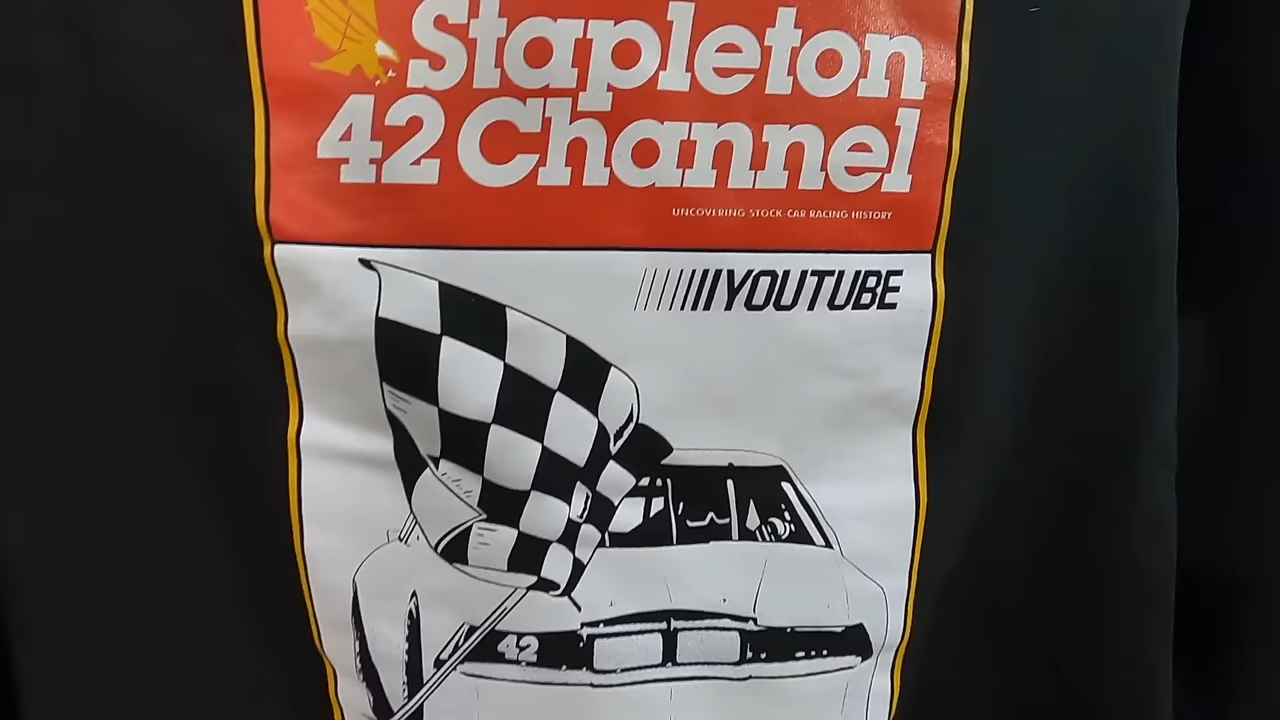 Stapleton
42 Channel
UNCOVERING STOCK-CAR RACING HISTORY
YOUTUBE
42